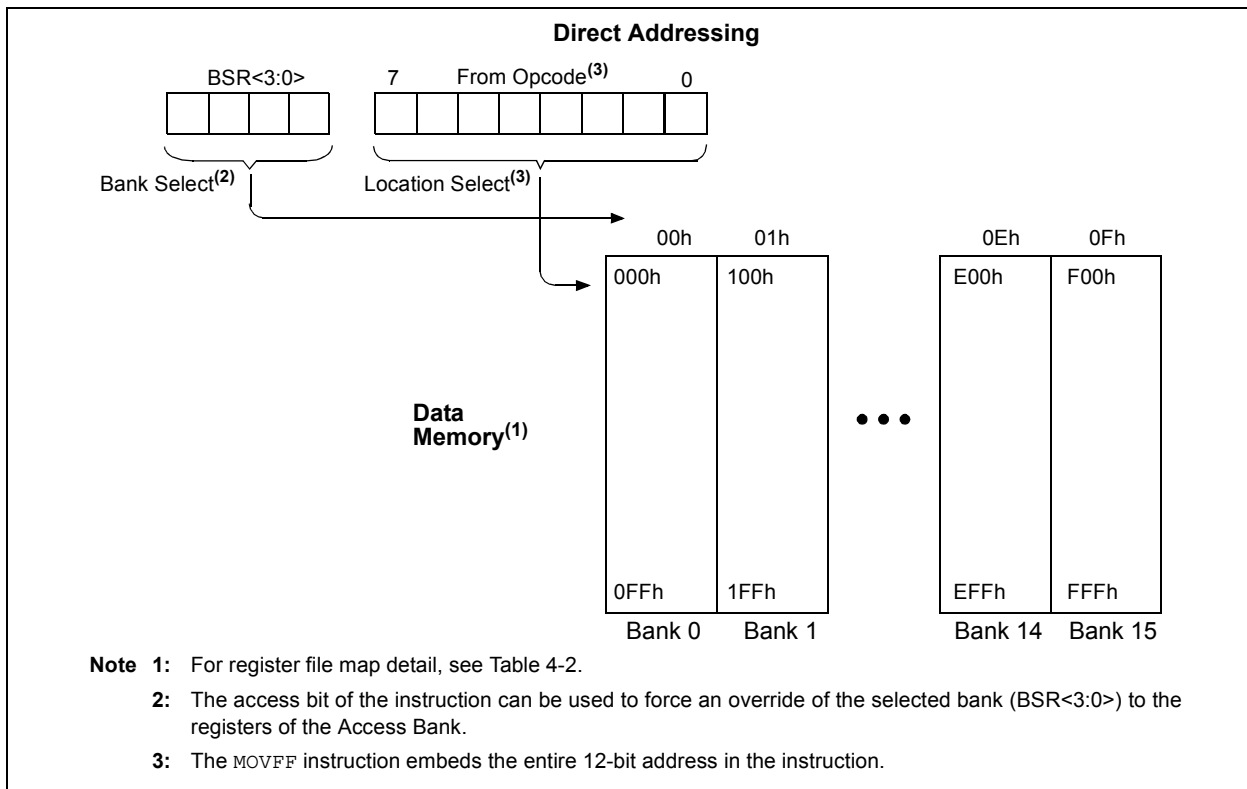 Direct Addressing
BSR<3:0>
7 From Opcode(3) 0
Bank Select(2)
Location Select(3)
00h 01h 0Eh 0Fh
000h 100h E00h F00h
Data
Memory(1)
0FFh 1FFh EFFh FFFh
Bank 0 Bank 1 Bank 14 Bank 15
Note 1: For register file map detail, see Table 4-2.
2: The access bit of the instruction can be used to force an override of the selected bank (BSR<3:0>) to the
registers of the Access Bank.
3: The MOVFF instruction embeds the entire 12-bit address in the instruction.